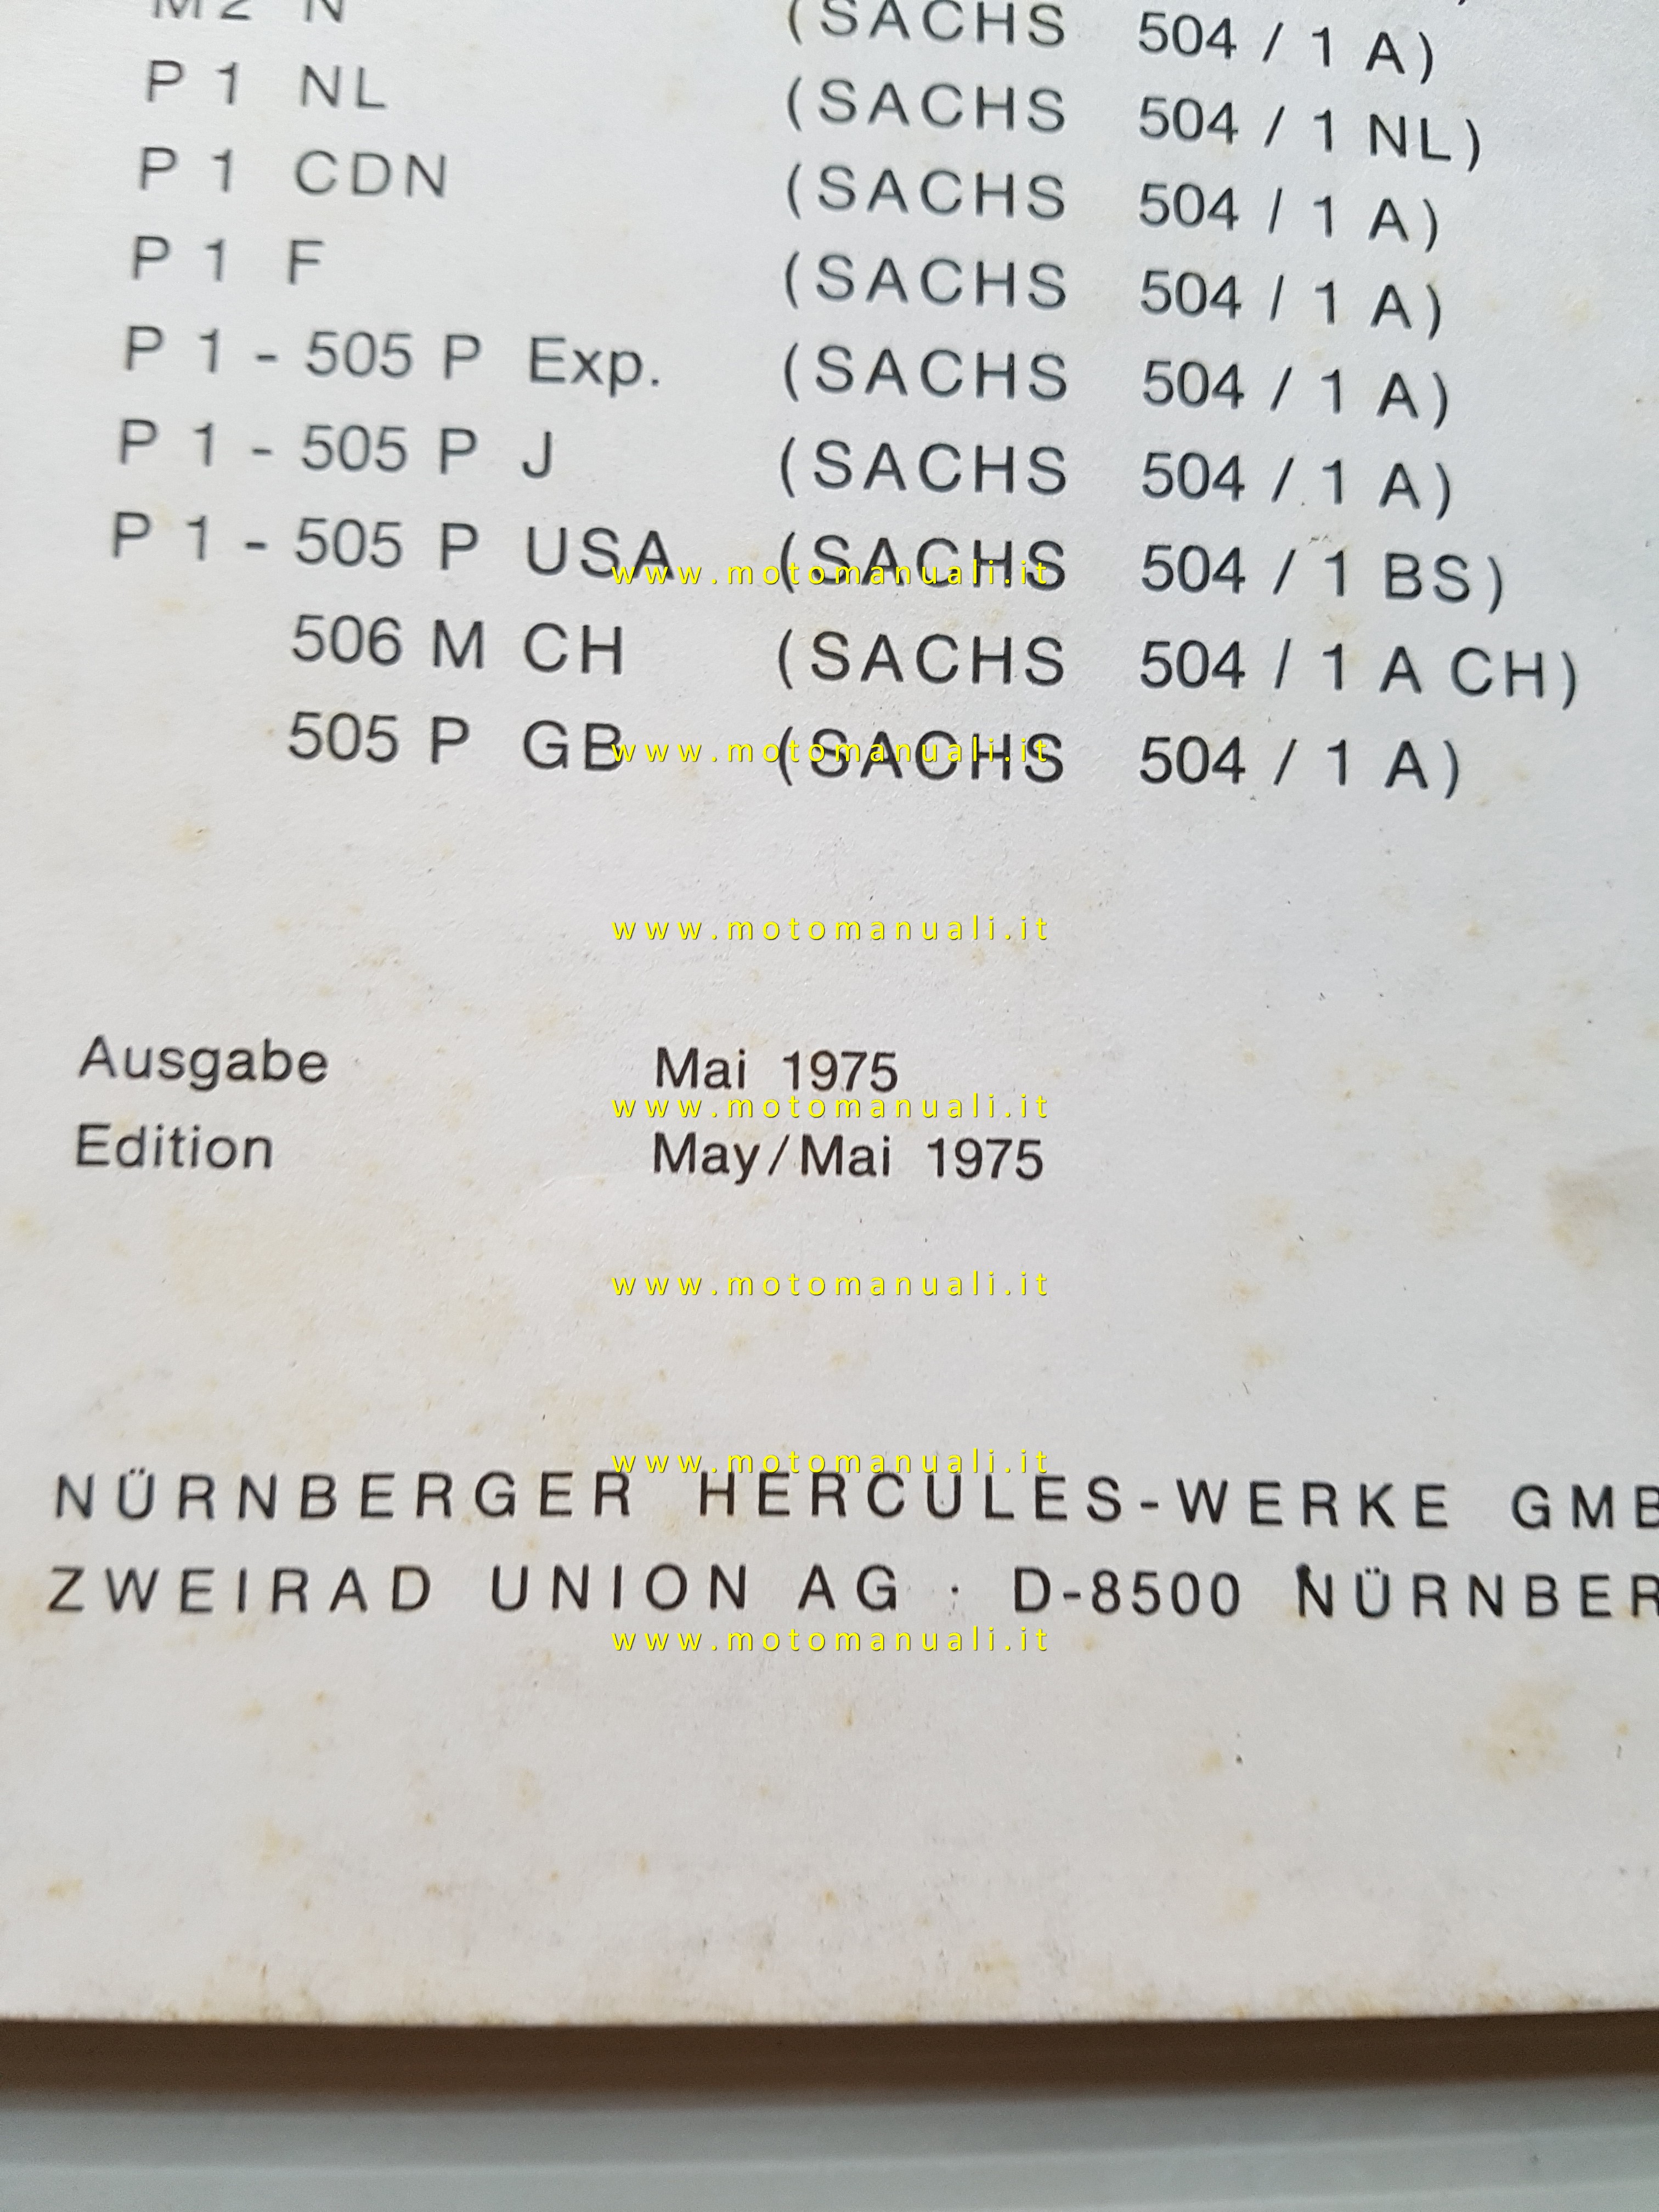 M2 N (SACHS 504 / 1 A)
P 1 NL (SACHS 504 / 1 NL)
P 1 CDN (SACHS 504 / 1 A)
P 1 F (SACHS 504 / 1 A)
P 1 - 505 P Exp. (SACHS 504 / 1 A)
P 1 - 505 P J (SACHS 504 / 1 A)
P 1 - 505 P USA (SACHS 504 / 1 BS)
www.motomanuali.it
506 M CH (SACHS 504 / 1 A CH)
505 P GB (SACHS 504 / 1 A)
www.motomanuali.it
www.motomanuali.it
Ausgabe Mai 1975
www.motomanuali.it
Edition May/Mai 1975
www.motomanuali.it
www.motomanuali.it
NÜRNBERGER HERCULES-WERKE GMB
ZWEIRAD UNION AG · D-8500 NÜRNBER
www.motomanuali.it